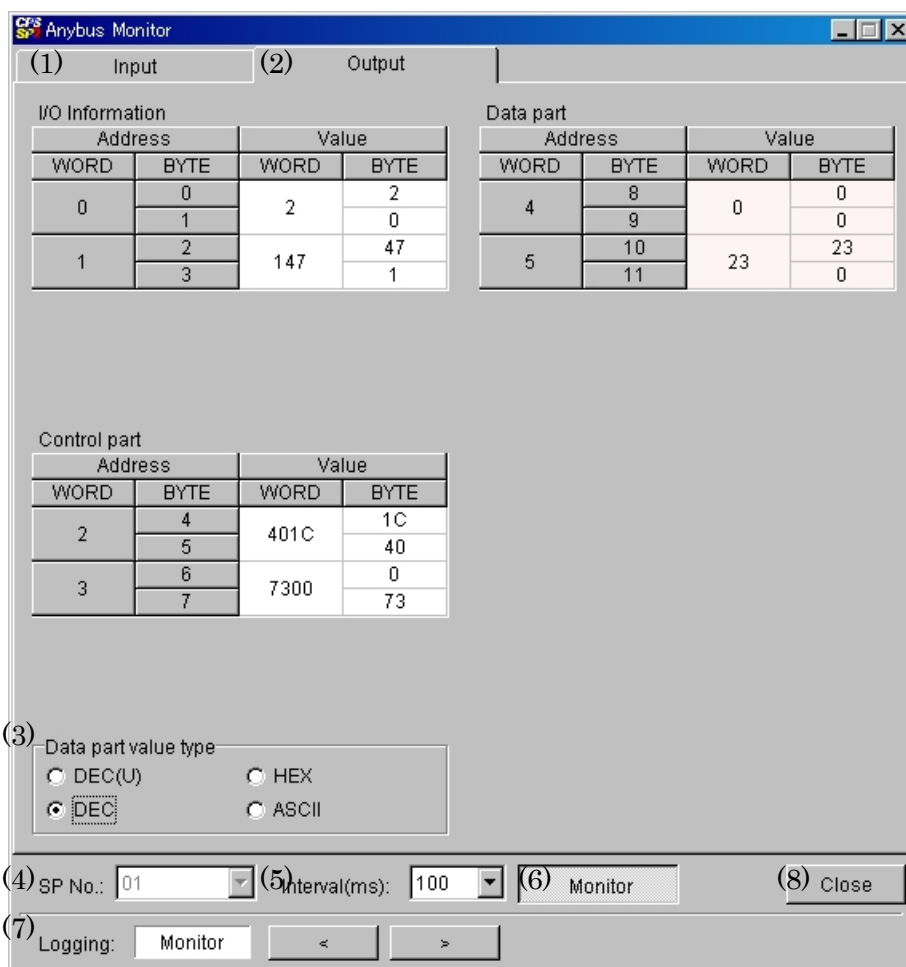 CPS SP Anybus Monitor
(1) Input (2) Output
I/O Information
Address Value
WORD BYTE WORD BYTE
0 0 2 2
1 0
1 2 147 47
3 1
Data part
Address Value
WORD BYTE WORD BYTE
4 8 0 0
9 0
5 10 23 23
11 0
Control part
Address Value
WORD BYTE WORD BYTE
2 4 401C 1C
5 40
3 6 7300 0
7 73
(3) Data part value type
DEC(U) HEX
DEC ASCII
(4) SP No.: 01 (5) Interval(ms): 100 (6) Monitor (8) Close
(7) Logging: Monitor < >